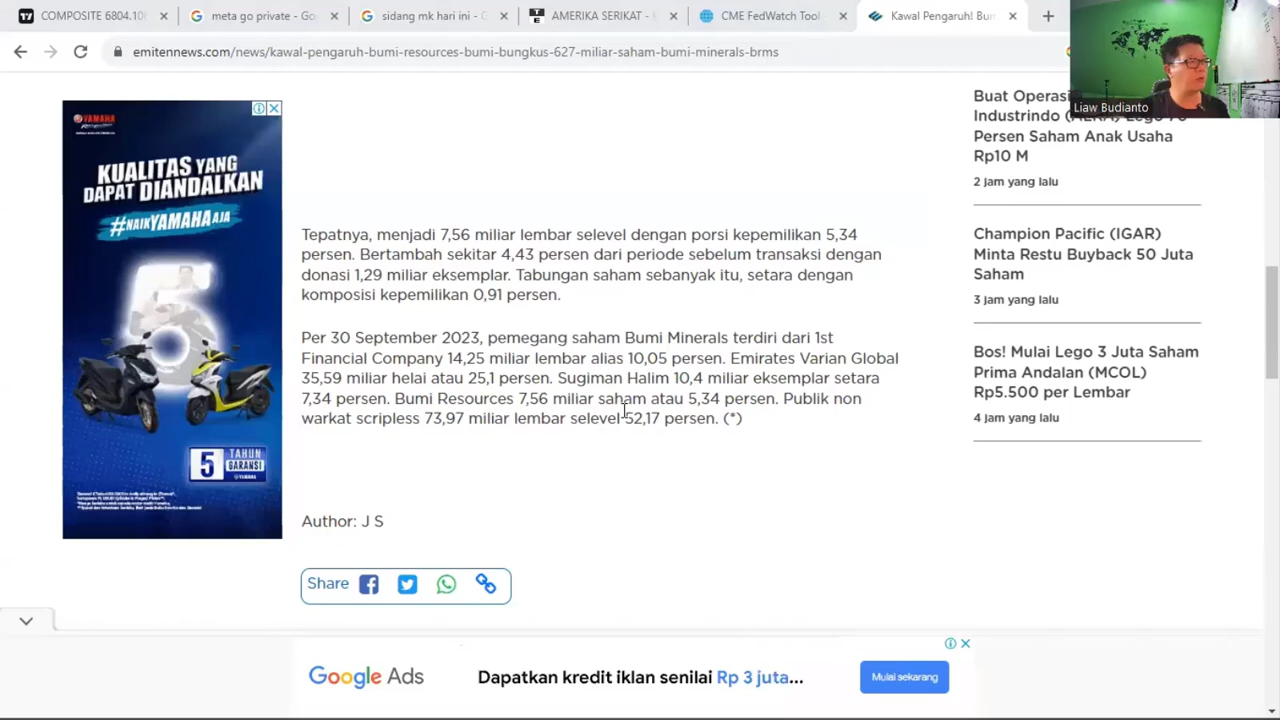 COMPOSITE 6804.10
meta go private - Go
sidang mk hari ini - G
AMERIKA SERIKAT -
CME FedWatch Tool
Kawal Pengaruh! Bum
emitennews.com/news/kawal-pengaruh-bumi-resources-bumi-bungkus-627-miliar-saham-bumi-minerals-brms
Liaw Budianto
YAMAHA
KUALITAS YANG
DAPAT DIANDALKAN
#NAIKYAMAHAAJA
5
5 TAHUN
GARANSI
YAMAHA
Tepatnya, menjadi 7,56 miliar lembar selevel dengan porsi kepemilikan 5,34
persen. Bertambah sekitar 4,43 persen dari periode sebelum transaksi dengan
donasi 1,29 miliar eksemplar. Tabungan saham sebanyak itu, setara dengan
komposisi kepemilikan 0,91 persen.
Per 30 September 2023, pemegang saham Bumi Minerals terdiri dari 1st
Financial Company 14,25 miliar lembar alias 10,05 persen. Emirates Varian Global
35,59 miliar helai atau 25,1 persen. Sugiman Halim 10,4 miliar eksemplar setara
7,34 persen. Bumi Resources 7,56 miliar saham atau 5,34 persen. Publik non
warkat scripless 73,97 miliar lembar selevel 52,17 persen. (*)
Author: J S
Share
Buat Operasi
Industrindo
Persen Saham Anak Usaha
Rp10 M
2 jam yang lalu
Champion Pacific (IGAR)
Minta Restu Buyback 50 Juta
Saham
3 jam yang lalu
Bos! Mulai Lego 3 Juta Saham
Prima Andalan (MCOL)
Rp5.500 per Lembar
4 jam yang lalu
Google Ads
Dapatkan kredit iklan senilai Rp 3 juta...
Mulai sekarang